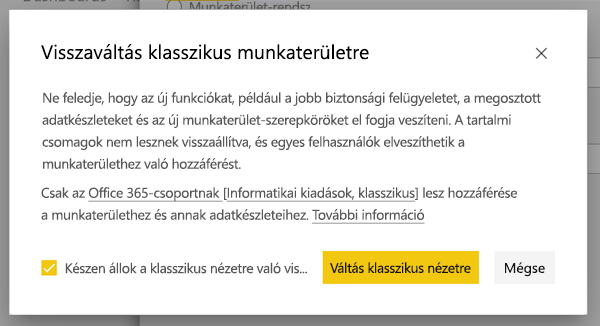 Munkaterület-rendsz
Visszaváltás klasszikus munkaterületre
Ne feledje, hogy az új funkciókat, például a jobb biztonsági felügyeletet, a megosztott
adatkészleteket és az új munkaterület-szerepköröket el fogja veszíteni. A tartalmi
csomagok nem lesznek visszaállítva, és egyes felhasználók elveszíthetik a
munkaterülethez való hozzáférést.
Csak az Office 365-csoportnak [Informatikai kiadások, klasszikus] lesz hozzáférése
a munkaterülethez és annak adatkészleteihez. További információ
Készen állok a klasszikus nézetre való vis... Váltás klasszikus nézetre Mégse